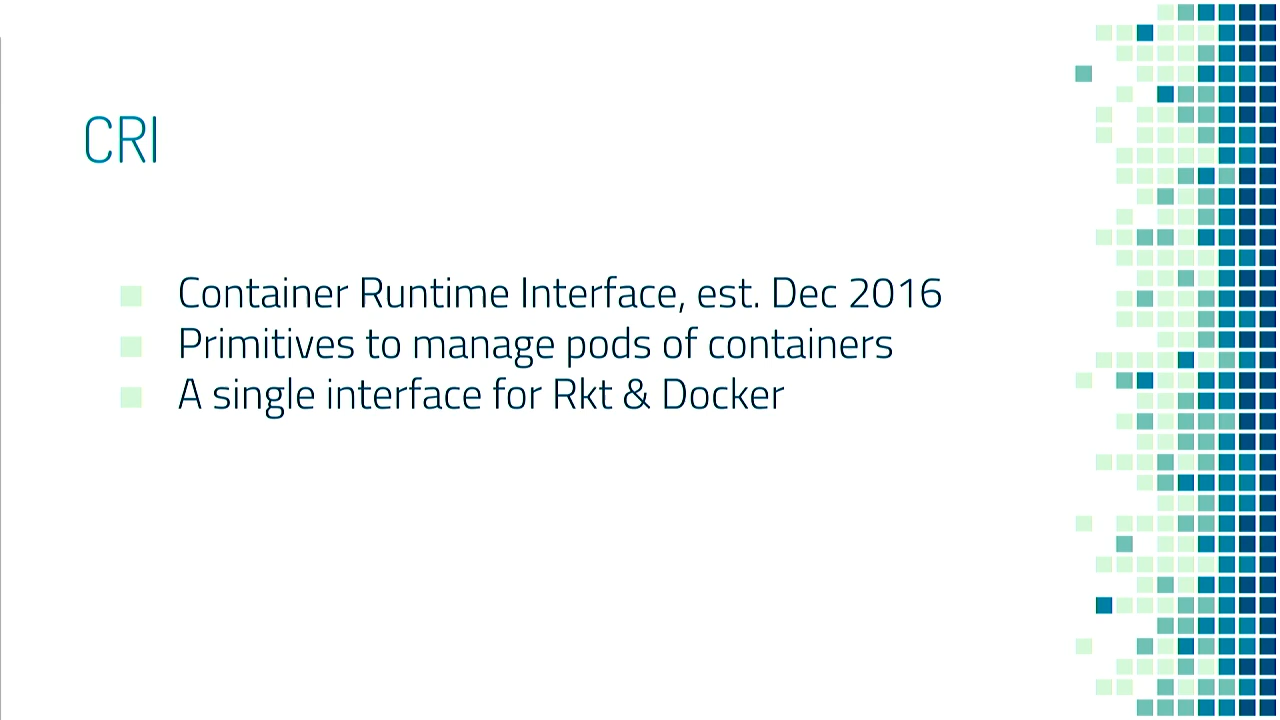 CRI
Container Runtime Interface, est. Dec 2016
Primitives to manage pods of containers
A single interface for Rkt & Docker